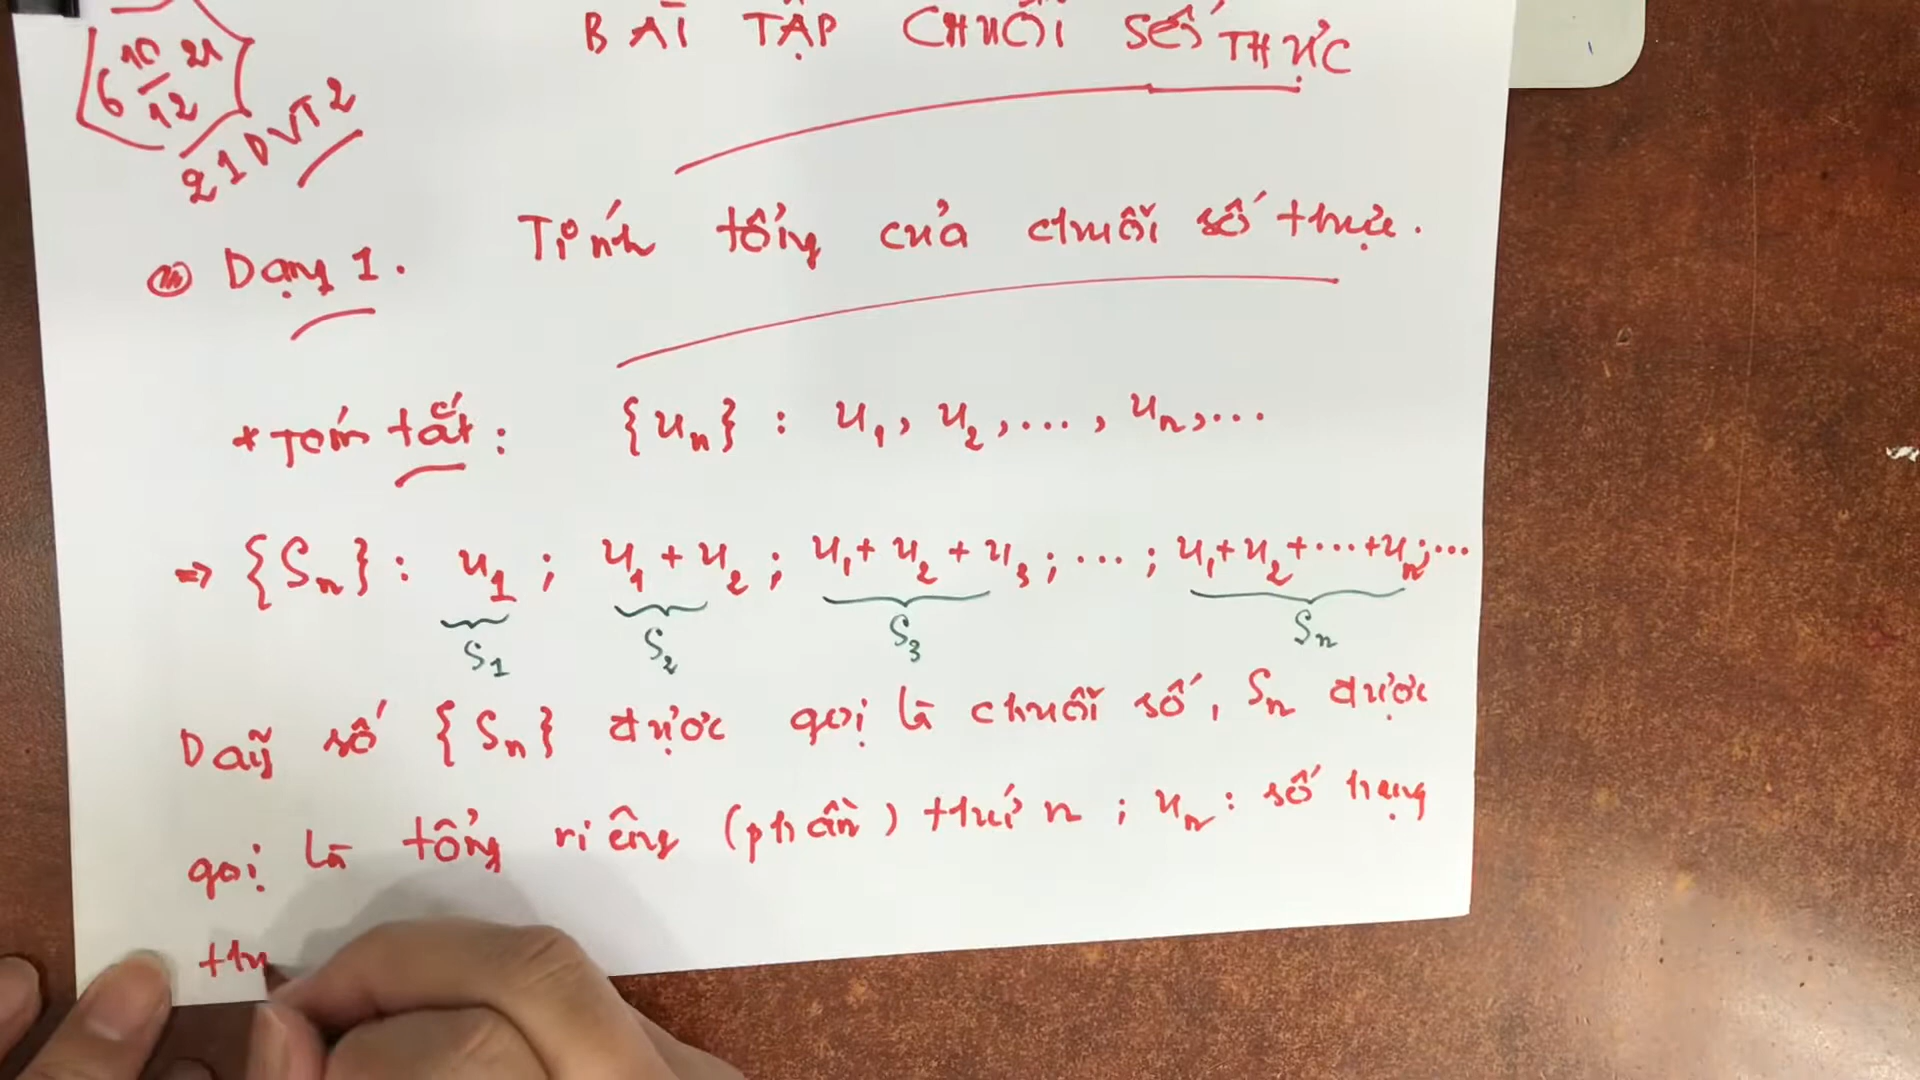 BÀI TẬP CHUỖI SỐ THỰC
6 10/12 21
21DVT2
Dạng 1. Tính tổng của chuỗi số thực.
* Tóm tắt: {uₙ} : u₁, u₂, ..., uₙ, ...
⇒ {Sₙ} : u₁ ; u₁ + u₂ ; u₁ + u₂ + u₃ ; ... ; u₁ + u₂ + ... + uₙ ; ...
S₁ S₂ S₃ Sₙ
Dãy số {Sₙ} được gọi là chuỗi số, Sₙ được
gọi là tổng riêng (phần) thứ n ; uₙ : số hạng
thu